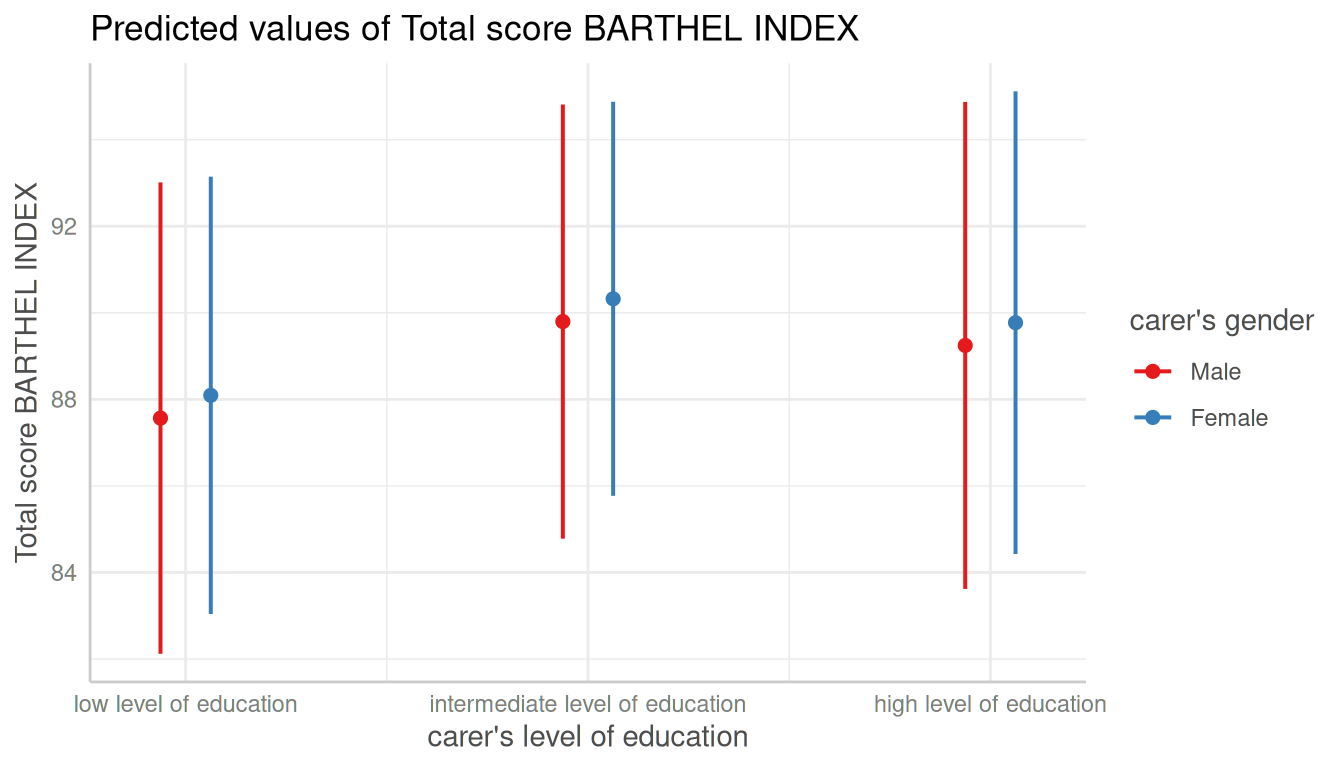 Predicted values of Total score BARTHEL INDEX
Total score BARTHEL INDEX
92
88
84
low level of education
intermediate level of education
high level of education
carer's level of education
carer's gender
Male
Female